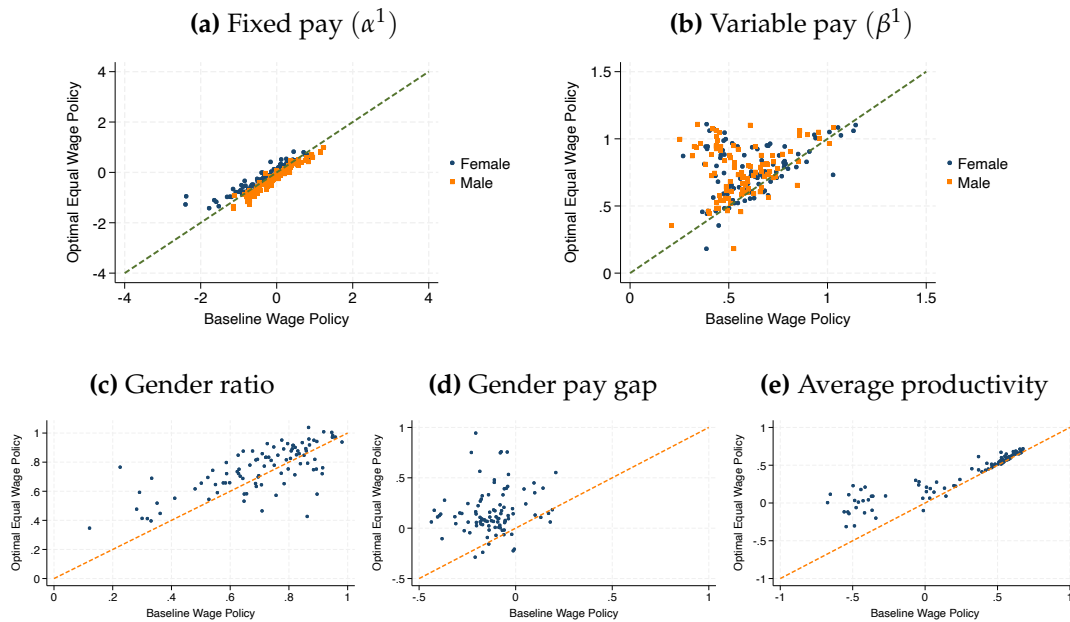 (a) Fixed pay (α¹)
Optimal Equal Wage Policy
4
2
0
-2
-4
-4 -2 0 2 4
Baseline Wage Policy
Female
Male
(b) Variable pay (β¹)
Optimal Equal Wage Policy
1.5
1
.5
0
0 .5 1 1.5
Baseline Wage Policy
Female
Male
(c) Gender ratio
Optimal Equal Wage Policy
1
.8
.6
.4
.2
0
0 .2 .4 .6 .8 1
Baseline Wage Policy
(d) Gender pay gap
Optimal Equal Wage Policy
1
.5
0
-.5
-.5 0 .5 1
Baseline Wage Policy
(e) Average productivity
Optimal Equal Wage Policy
1
.5
0
-.5
-1
-1 -.5 0 .5 1
Baseline Wage Policy